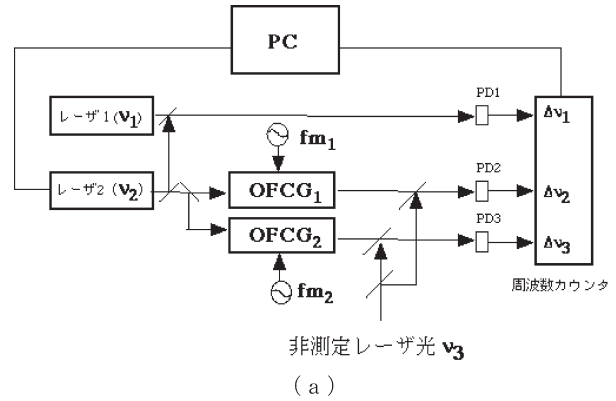 PC
レーザ1(ν₁)
PD1
Δν₁
fm₁
レーザ2 (ν₂)
OFCG₁
PD2
Δν₂
OFCG₂
PD3
Δν₃
fm₂
周波数カウンタ
非測定レーザ光 ν₃
(a)